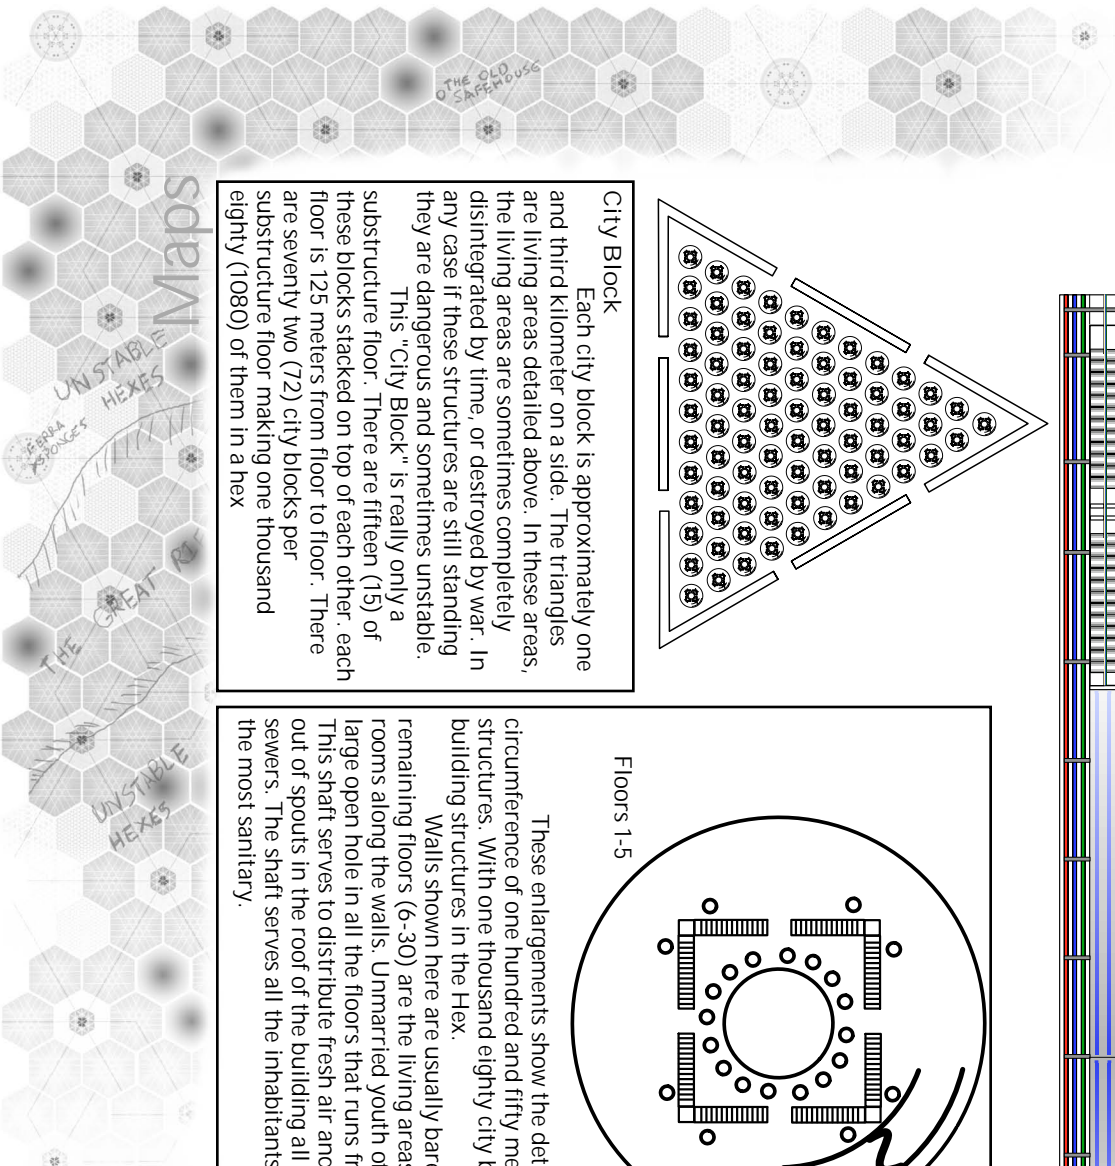 THE OLD
SAFEHOUSE
Maps
UNSTABLE
HEXES
THE GREAT
UNSTABLE
HEXES
City Block
Each city block is approximately one
and third kilometer on a side. The triangles
are living areas detailed above. In these areas,
the living areas are sometimes completely
disintegrated by time, or destroyed by war. In
any case if these structures are still standing
they are dangerous and sometimes unstable.
This "City Block" is really only a
substructure floor. There are fifteen (15) of
these blocks stacked on top of each other. each
floor is 125 meters from floor to floor. There
are seventy two (72) city blocks per
substructure floor making one thousand
eighty (1080) of them in a hex
Floors 1-5
These enlargements show the det
circumference of one hundred and fifty me
structures. With one thousand eighty city b
building structures in the Hex.
Walls shown here are usually bare
remaining floors (6-30) are the living areas
rooms along the walls. Unmarried youth of
large open hole in all the floors that runs fr
This shaft serves to distribute fresh air and
out of spouts in the roof of the building all
sewers. The shaft serves all the inhabitants
the most sanitary.